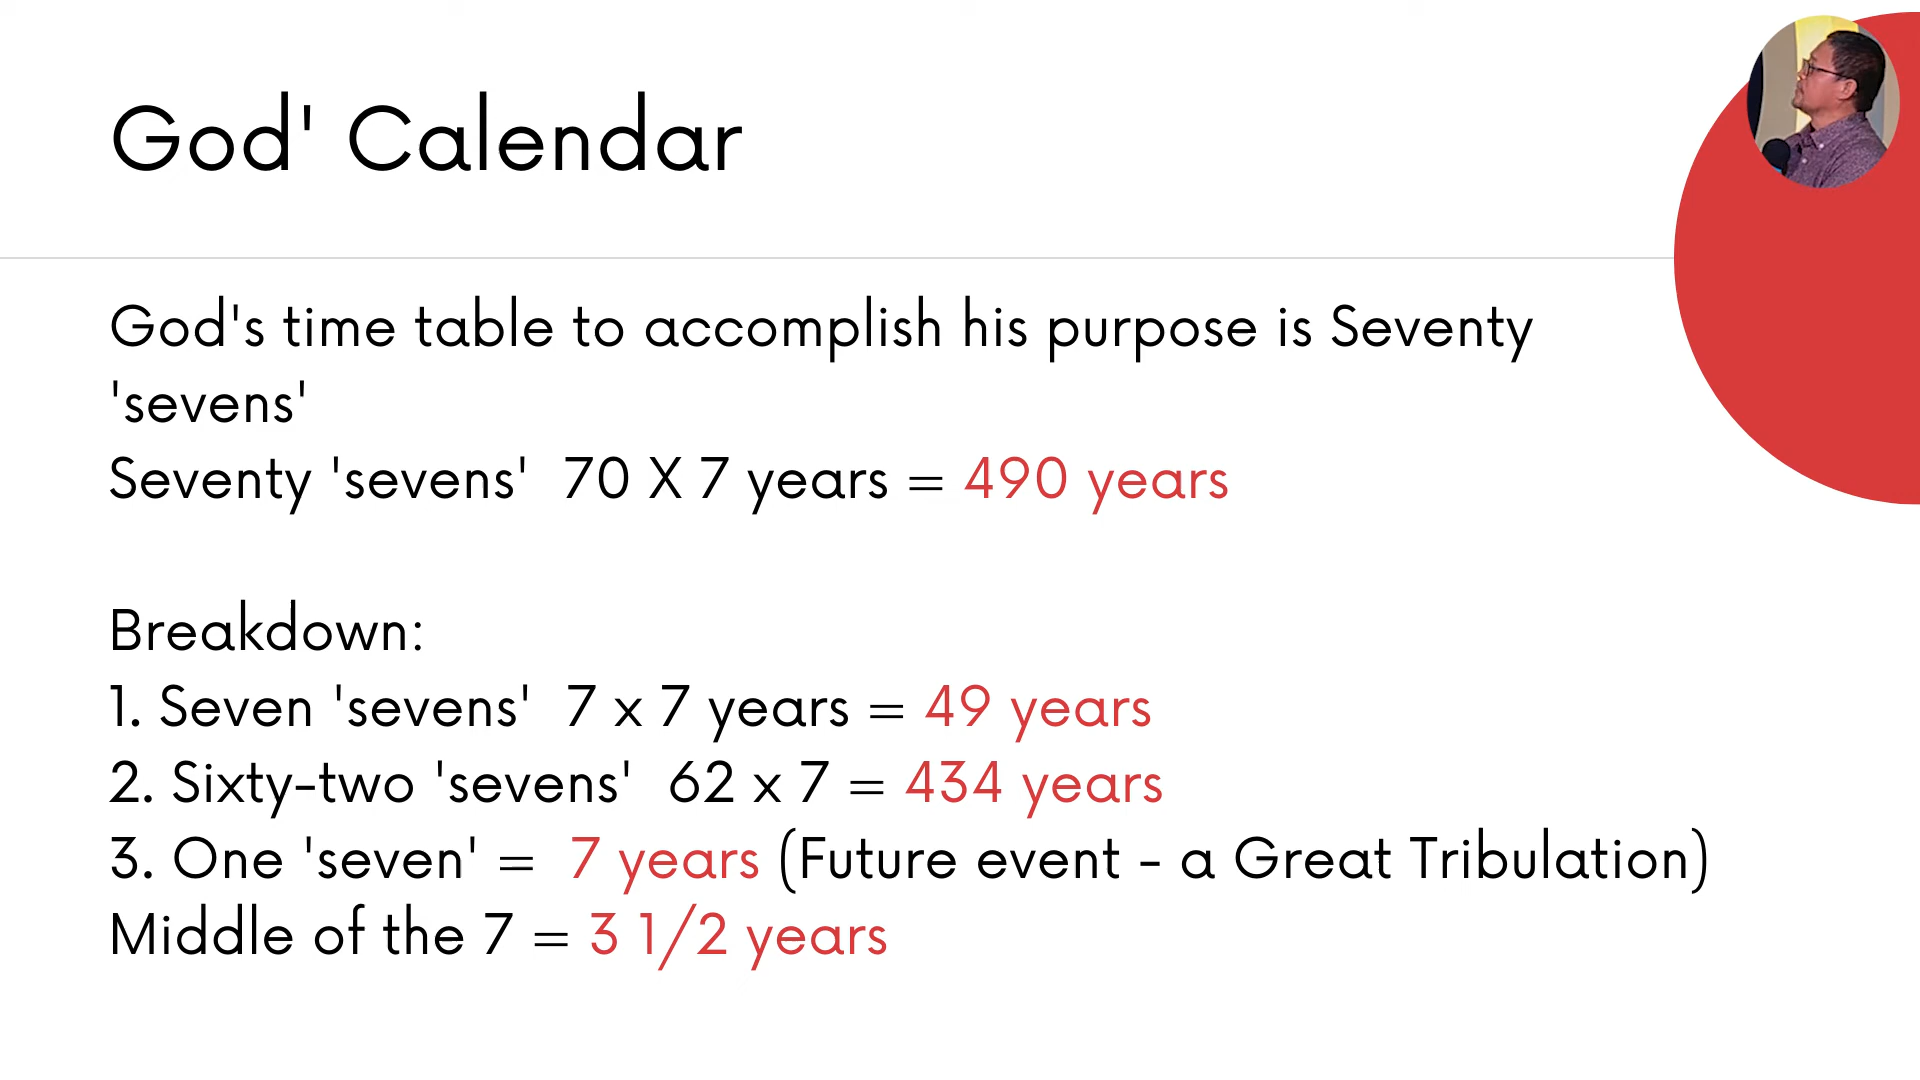 God' Calendar
God's time table to accomplish his purpose is Seventy
'sevens'
Seventy 'sevens'  70 X 7 years = 490 years
Breakdown:
1. Seven 'sevens'  7 x 7 years = 49 years
2. Sixty-two 'sevens'  62 x 7 = 434 years
3. One 'seven' =  7 years (Future event - a Great Tribulation)
Middle of the 7 = 3 1/2 years